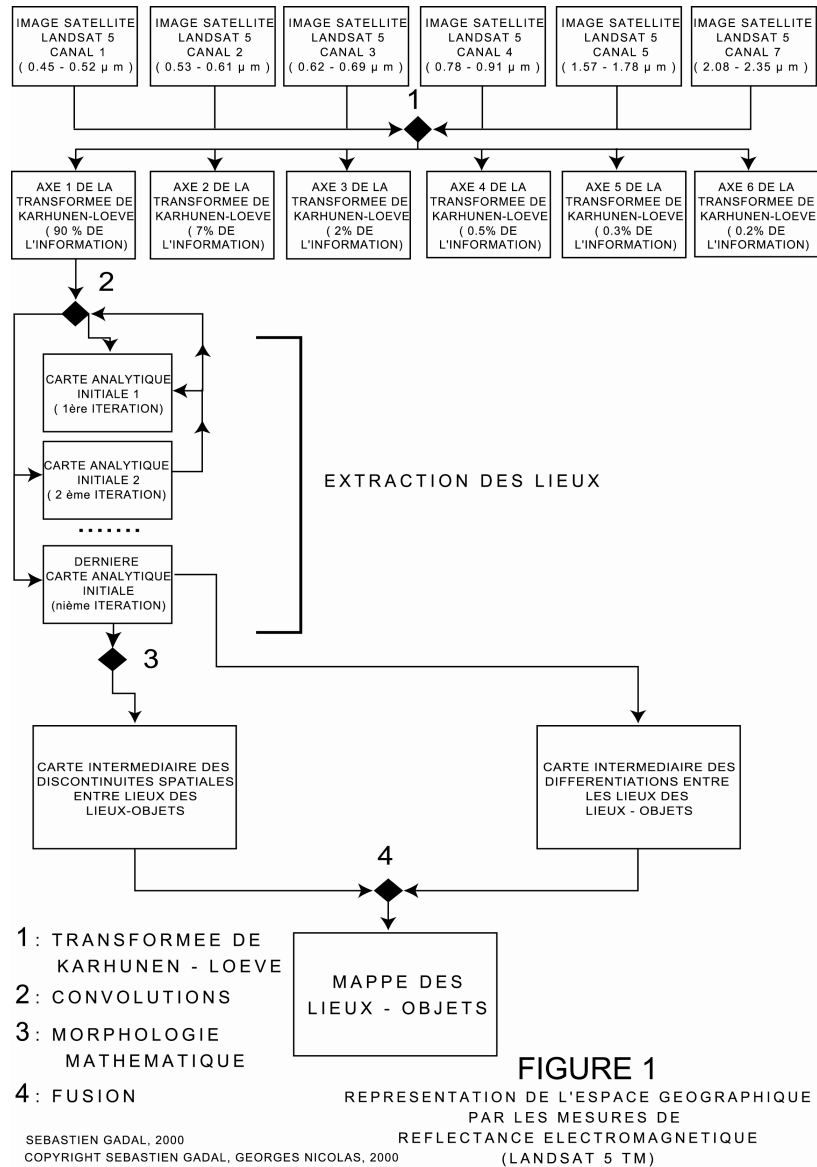 IMAGE SATELLITE
LANDSAT 5
CANAL 1
( 0.45 - 0.52 µ m )
IMAGE SATELLITE
LANDSAT 5
CANAL 2
( 0.53 - 0.61 µ m )
IMAGE SATELLITE
LANDSAT 5
CANAL 3
( 0.62 - 0.69 µ m )
IMAGE SATELLITE
LANDSAT 5
CANAL 4
( 0.78 - 0.91 µ m )
IMAGE SATELLITE
LANDSAT 5
CANAL 5
( 1.57 - 1.78 µ m )
IMAGE SATELLITE
LANDSAT 5
CANAL 7
( 2.08 - 2.35 µ m )
1
AXE 1 DE LA
TRANSFORMEE DE
KARHUNEN-LOEVE
( 90 % DE
L'INFORMATION)
AXE 2 DE LA
TRANSFORMEE DE
KARHUNEN-LOEVE
( 7% DE
L'INFORMATION)
AXE 3 DE LA
TRANSFORMEE DE
KARHUNEN-LOEVE
( 2% DE
L'INFORMATION)
AXE 4 DE LA
TRANSFORMEE DE
KARHUNEN-LOEVE
( 0.5% DE
L'INFORMATION)
AXE 5 DE LA
TRANSFORMEE DE
KARHUNEN-LOEVE
( 0.3% DE
L'INFORMATION)
AXE 6 DE LA
TRANSFORMEE DE
KARHUNEN-LOEVE
( 0.2% DE
L'INFORMATION)
2
CARTE ANALYTIQUE
INITIALE 1
( 1ère ITERATION)
CARTE ANALYTIQUE
INITIALE 2
( 2 ème ITERATION)
.......
DERNIERE
CARTE ANALYTIQUE
INITIALE
(nième ITERATION)
EXTRACTION DES LIEUX
3
CARTE INTERMEDIAIRE DES
DISCONTINUITES SPATIALES
ENTRE LIEUX DES
LIEUX-OBJETS
CARTE INTERMEDIAIRE DES
DIFFERENTIATIONS ENTRE
LES LIEUX DES
LIEUX - OBJETS
4
MAPPE DES
LIEUX - OBJETS
1 : TRANSFORMEE DE
KARHUNEN - LOEVE
2 : CONVOLUTIONS
3 : MORPHOLOGIE
MATHEMATIQUE
4 : FUSION
FIGURE 1
REPRESENTATION DE L'ESPACE GEOGRAPHIQUE
PAR LES MESURES DE
REFLECTANCE ELECTROMAGNETIQUE
(LANDSAT 5 TM)
SEBASTIEN GADAL, 2000
COPYRIGHT SEBASTIEN GADAL, GEORGES NICOLAS, 2000